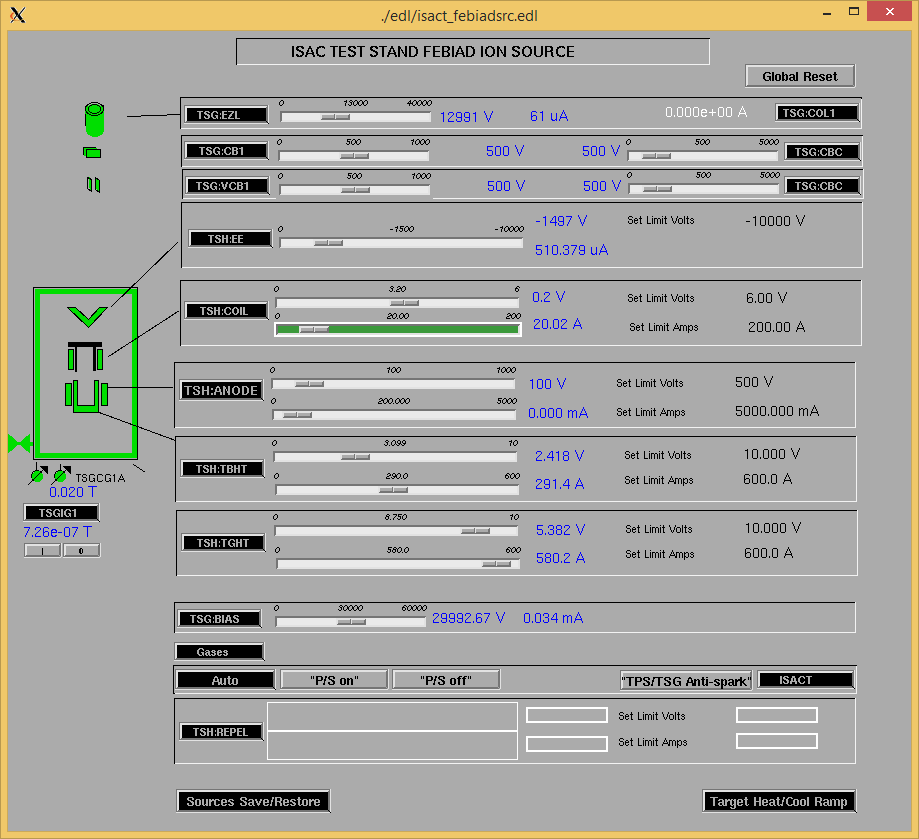 ./edl/isact_febiadsrc.edl
ISAC TEST STAND FEBIAD ION SOURCE
Global Reset
TSG:EZL 0 13000 40000 12991 V 61 uA 0.000e+00 A TSG:COL1
TSG:CB1 0 500 1000 500 V 500 V 0 500 5000 TSG:CBC
TSG:VCB1 0 500 1000 500 V 500 V 0 500 5000 TSG:CBC
TSH:EE 0 -1500 -10000 -1497 V Set Limit Volts -10000 V
510.379 uA
TSH:COIL 0 3.20 6 0.2 V Set Limit Volts 6.00 V
0 20.00 200 20.02 A Set Limit Amps 200.00 A
TSH:ANODE 0 100 1000 100 V Set Limit Volts 500 V
0 200.000 5000 0.000 mA Set Limit Amps 5000.000 mA
TSH:TBHT 0 3.099 10 2.418 V Set Limit Volts 10.000 V
0 290.0 600 291.4 A Set Limit Amps 600.0 A
TSGCG1A
0.020 T
TSGIG1
7.26e-07 T
I 0
TSH:TGHT 0 6.750 10 5.382 V Set Limit Volts 10.000 V
0 580.0 600 580.2 A Set Limit Amps 600.0 A
TSG:BIAS 0 30000 60000 29992.67 V 0.034 mA
Gases
Auto "P/S on" "P/S off" "TPS/TSG Anti-spark" ISACT
TSH:REPEL Set Limit Volts
Set Limit Amps
Sources Save/Restore Target Heat/Cool Ramp